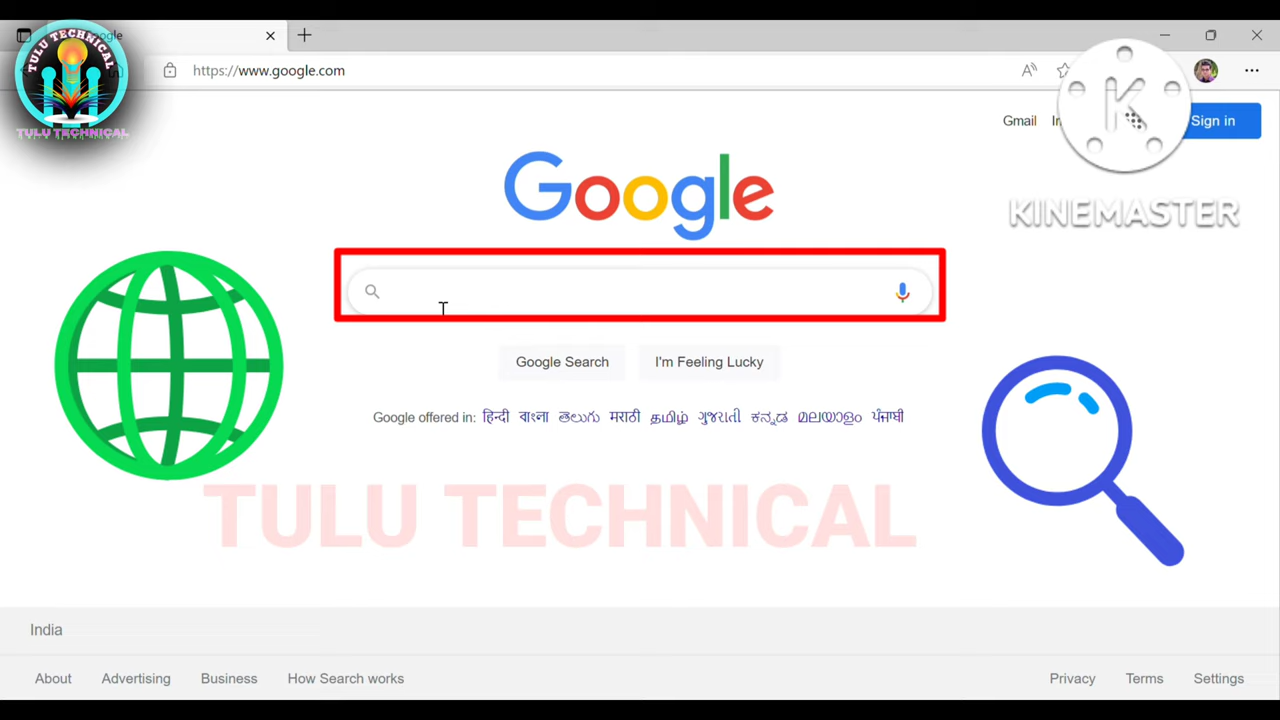 TULU TECHNICAL
TULU TECHNICAL
https://www.google.com
Gmail
Sign in
KINEMASTER
Google
Google Search
I'm Feeling Lucky
Google offered in: हिन्दी বাংলা తెలుగు मराठी தமிழ் ગુજરાતી ಕನ್ನಡ മലയാളം ਪੰਜਾਬੀ
TULU TECHNICAL
India
About Advertising Business How Search works
Privacy Terms Settings